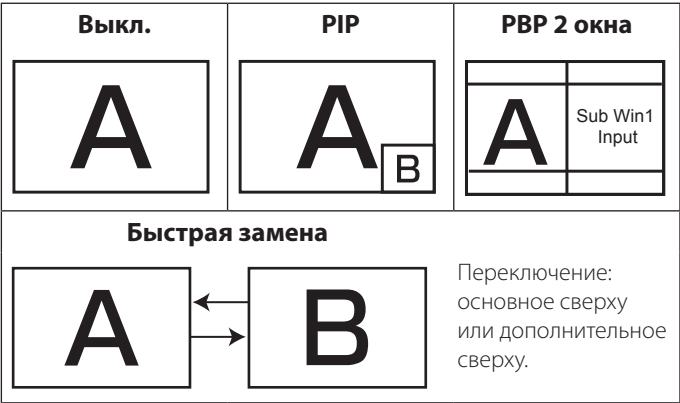 Выкл.
PIP
PBP 2 окна
A
A
B
A
Sub Win1
Input
Быстрая замена
A
B
Переключение:
основное сверху
или дополнительное
сверху.